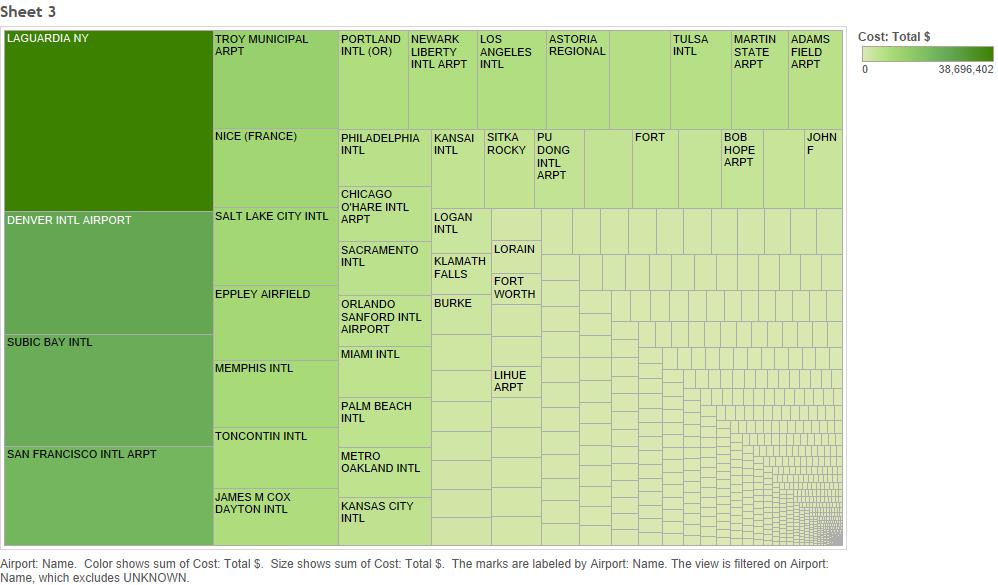 Sheet 3
LAGUARDIA NY
DENVER INTL AIRPORT
SUBIC BAY INTL
SAN FRANCISCO INTL ARPT
TROY MUNICIPAL
ARPT
NICE (FRANCE)
SALT LAKE CITY INTL
EPPLEY AIRFIELD
MEMPHIS INTL
TONCONTIN INTL
JAMES M COX
DAYTON INTL
PORTLAND
INTL (OR)
NEWARK
LIBERTY
INTL ARPT
LOS
ANGELES
INTL
ASTORIA
REGIONAL
TULSA
INTL
MARTIN
STATE
ARPT
ADAMS
FIELD
ARPT
PHILADELPHIA
INTL
CHICAGO
O'HARE INTL
ARPT
SACRAMENTO
INTL
ORLANDO
SANFORD INTL
AIRPORT
MIAMI INTL
PALM BEACH
INTL
METRO
OAKLAND INTL
KANSAS CITY
INTL
KANSAI
INTL
SITKA
ROCKY
PU
DONG
INTL
ARPT
FORT
BOB
HOPE
ARPT
JOHN
F
LOGAN
INTL
KLAMATH
FALLS
BURKE
LORAIN
FORT
WORTH
LIHUE
ARPT
Cost: Total $
0 38,696,402
Airport: Name.  Color shows sum of Cost: Total $.  Size shows sum of Cost: Total $.  The marks are labeled by Airport: Name. The view is filtered on Airport:
Name, which excludes UNKNOWN.